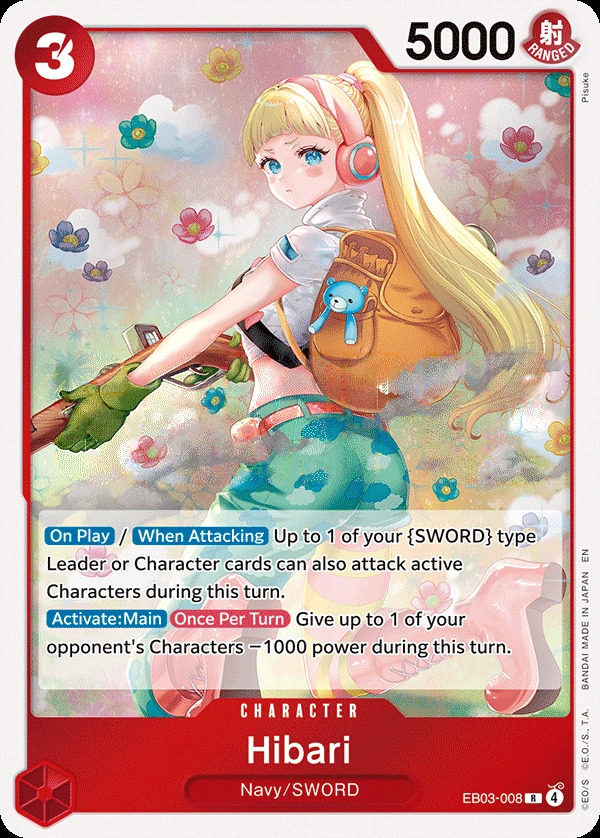 3
5000
射
RANGED
Pisuke
On Play / When Attacking Up to 1 of your {SWORD} type
Leader or Character cards can also attack active
Characters during this turn.
Activate:Main Once Per Turn Give up to 1 of your
opponent's Characters −1000 power during this turn.
CHARACTER
Hibari
Navy/SWORD
EB03-008 R 4
©EO/S ©E.O./S., T.A. BANDAI MADE IN JAPAN EN